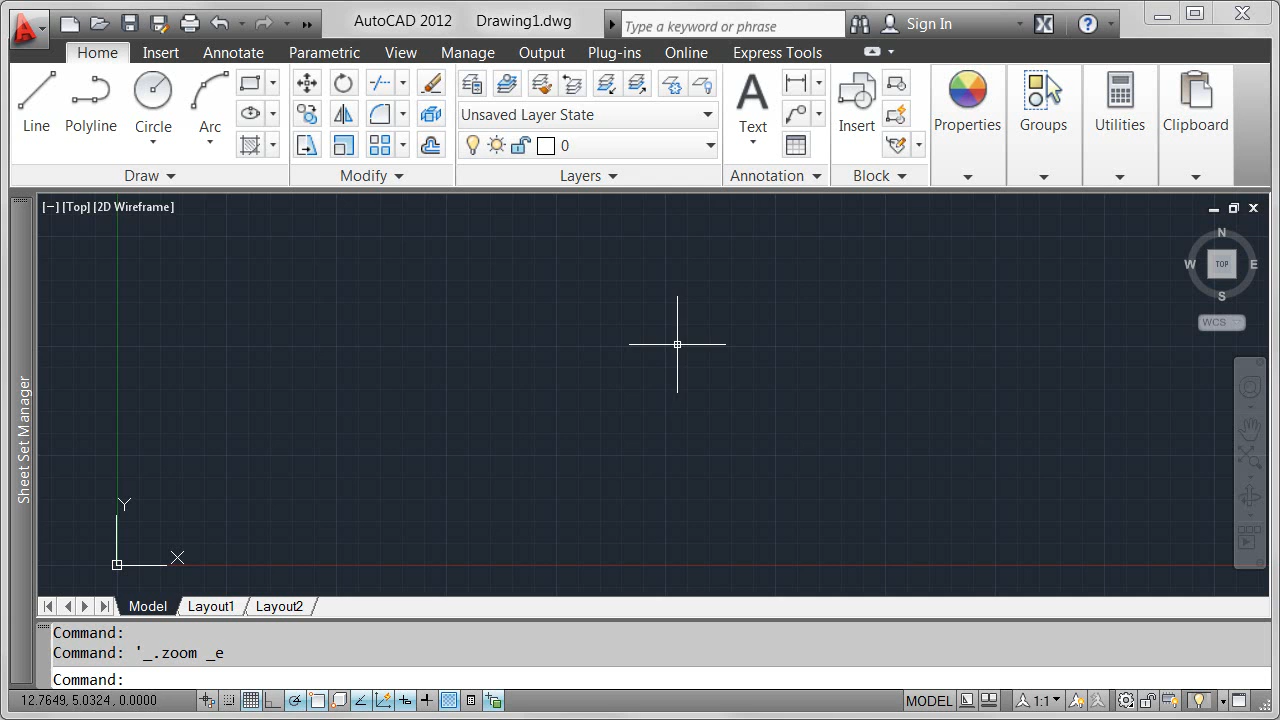 AutoCAD 2012 Drawing1.dwg
Type a keyword or phrase
Sign In
Home Insert Annotate Parametric View Manage Output Plug-ins Online Express Tools
Line Polyline Circle Arc
Unsaved Layer State
0
Text Insert Properties Groups Utilities Clipboard
Draw Modify Layers Annotation Block
[−] [Top] [2D Wireframe]
N
W TOP E
S
WCS
Sheet Set Manager
Y
X
Model Layout1 Layout2
Command:
Command: '_.zoom _e
Command:
12.7649, 5.0324, 0.0000
MODEL
1:1